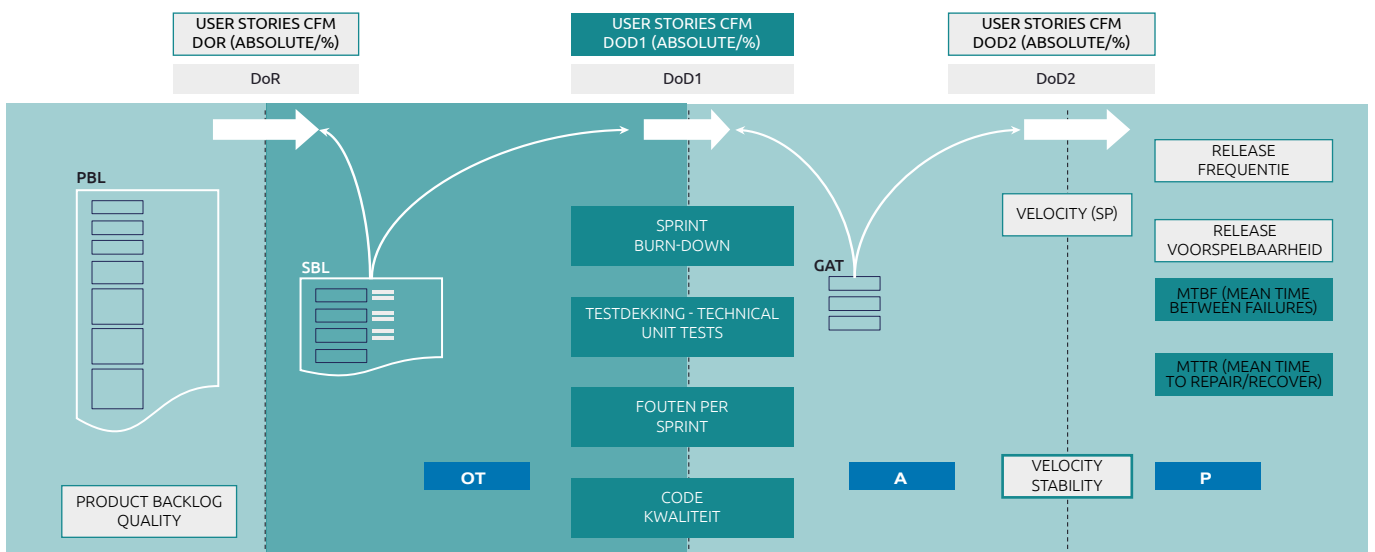 USER STORIES CFM
DOR (ABSOLUTE/%)
USER STORIES CFM
DOD1 (ABSOLUTE/%)
USER STORIES CFM
DOD2 (ABSOLUTE/%)
DoR
DoD1
DoD2
PBL
SBL
GAT
SPRINT
BURN-DOWN
TESTDEKKING - TECHNICAL
UNIT TESTS
FOUTEN PER
SPRINT
CODE
KWALITEIT
VELOCITY (SP)
RELEASE
FREQUENTIE
RELEASE
VOORSPELBAARHEID
MTBF (MEAN TIME
BETWEEN FAILURES)
MTTR (MEAN TIME
TO REPAIR/RECOVER)
PRODUCT BACKLOG
QUALITY
OT
A
VELOCITY
STABILITY
P